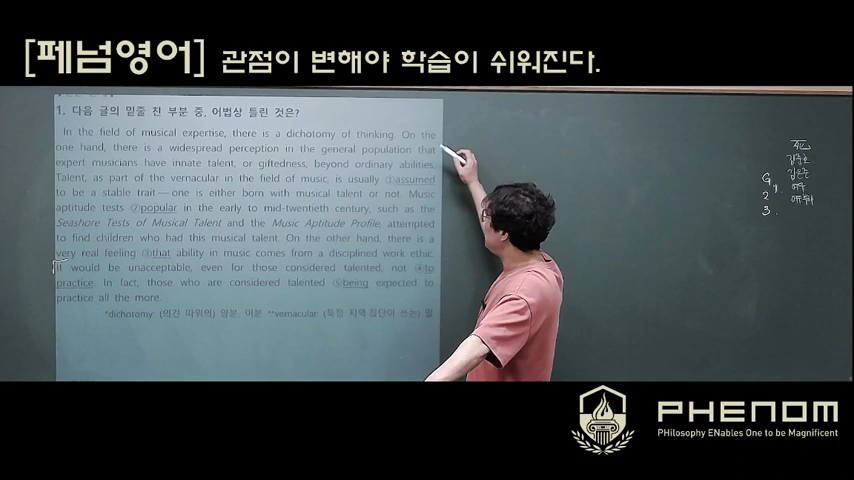 [페넘영어] 관점이 변해야 학습이 쉬워진다.
1. 다음 글의 밑줄 친 부분 중, 어법상 틀린 것은?
In the field of musical expertise, there is a dichotomy of thinking. On the
one hand, there is a widespread perception in the general population that
expert musicians have innate talent, or giftedness, beyond ordinary abilities.
Talent, as part of the vernacular in the field of music, is usually ①assumed
to be a stable trait—one is either born with musical talent or not. Music
aptitude tests ②popular in the early to mid-twentieth century, such as the
Seashore Tests of Musical Talent and the Music Aptitude Profile, attempted
to find children who had this musical talent. On the other hand, there is a
very real feeling ③that ability in music comes from a disciplined work ethic.
It would be unacceptable, even for those considered talented, not ④to
practice. In fact, those who are considered talented ⑤being expected to
practice all the more.
*dichotomy: (의견 따위의) 양분, 이분 **vernacular: (특정 지역 집단이 쓰는) 말
G
2
3.
PHENOM
PHilosophy ENables One to be Magnificent